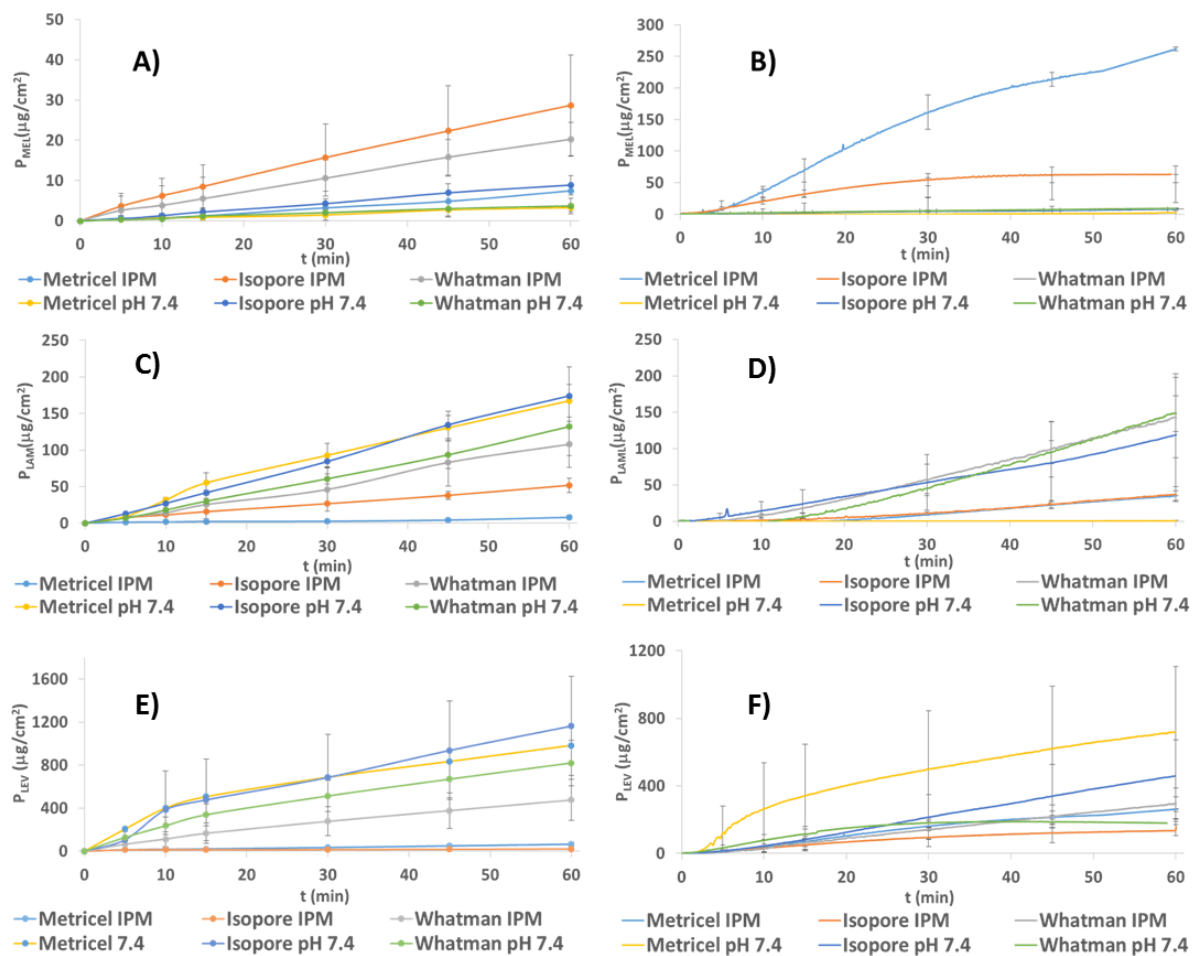 A)
P_MEL(µg/cm²)
50
40
30
20
10
0
0 10 20 30 40 50 60
t (min)
Metricel IPM Isopore IPM Whatman IPM
Metricel pH 7.4 Isopore pH 7.4 Whatman pH 7.4
B)
P_MEL(µg/cm²)
300
250
200
150
100
50
0
0 10 20 30 40 50 60
t (min)
Metricel IPM Isopore IPM Whatman IPM
Metricel pH 7.4 Isopore pH 7.4 Whatman pH 7.4
C)
P_LAM(µg/cm²)
250
200
150
100
50
0
0 10 20 30 40 50 60
t (min)
Metricel IPM Isopore IPM Whatman IPM
Metricel pH 7.4 Isopore pH 7.4 Whatman pH 7.4
D)
P_LAML(µg/cm²)
250
200
150
100
50
0
0 10 20 30 40 50 60
t (min)
Metricel IPM Isopore IPM Whatman IPM
Metricel pH 7.4 Isopore pH 7.4 Whatman pH 7.4
E)
P_LEV (µg/cm²)
1600
1200
800
400
0
0 10 20 30 40 50 60
t (min)
Metricel IPM Isopore IPM Whatman IPM
Metricel 7.4 Isopore pH 7.4 Whatman pH 7.4
F)
P_LEV (µg/cm²)
1200
800
400
0
0 10 20 30 40 50 60
t (min)
Metricel IPM Isopore IPM Whatman IPM
Metricel pH 7.4 Isopore pH 7.4 Whatman pH 7.4